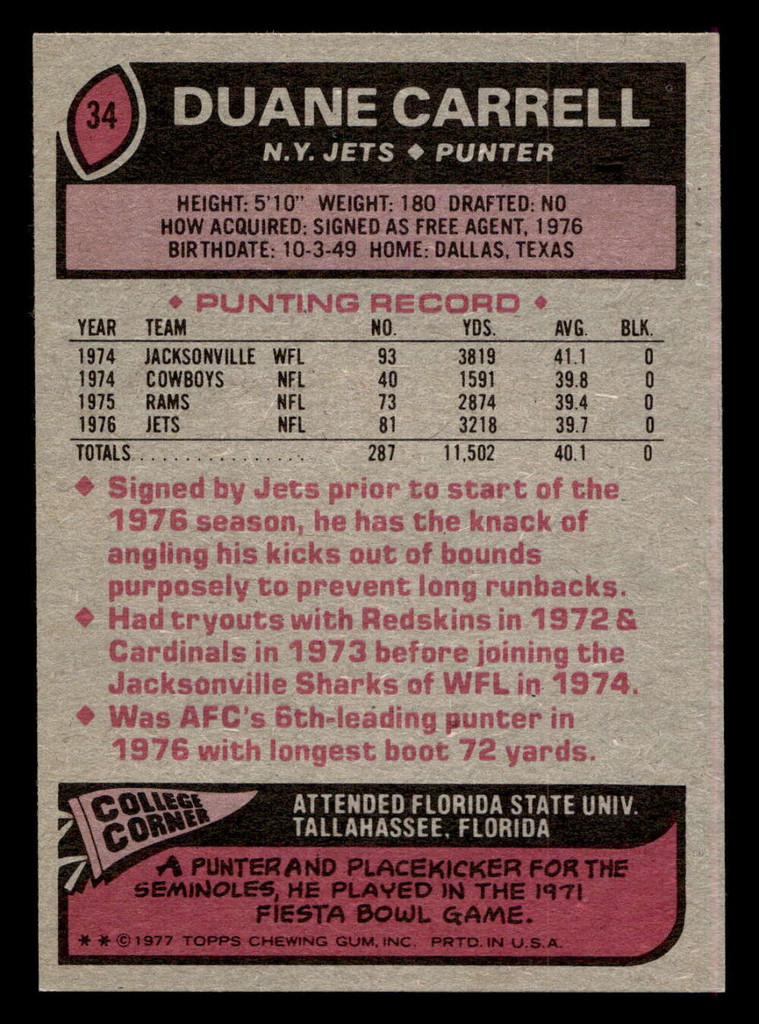 34
DUANE CARRELL
N.Y. JETS ◆ PUNTER
HEIGHT: 5'10" WEIGHT: 180 DRAFTED: NO
HOW ACQUIRED: SIGNED AS FREE AGENT, 1976
BIRTHDATE: 10-3-49 HOME: DALLAS, TEXAS
◆ PUNTING RECORD ◆
YEAR TEAM NO. YDS. AVG. BLK.
1974 JACKSONVILLE WFL 93 3819 41.1 0
1974 COWBOYS NFL 40 1591 39.8 0
1975 RAMS NFL 73 2874 39.4 0
1976 JETS NFL 81 3218 39.7 0
TOTALS................ 287 11,502 40.1 0
◆ Signed by Jets prior to start of the
1976 season, he has the knack of
angling his kicks out of bounds
purposely to prevent long runbacks.
◆ Had tryouts with Redskins in 1972 &
Cardinals in 1973 before joining the
Jacksonville Sharks of WFL in 1974.
◆ Was AFC's 6th-leading punter in
1976 with longest boot 72 yards.
COLLEGE
CORNER
ATTENDED FLORIDA STATE UNIV.
TALLAHASSEE, FLORIDA
A PUNTER AND PLACEKICKER FOR THE
SEMINOLES, HE PLAYED IN THE 1971
FIESTA BOWL GAME.
* * © 1977 TOPPS CHEWING GUM, INC. PRTD. IN U.S.A.